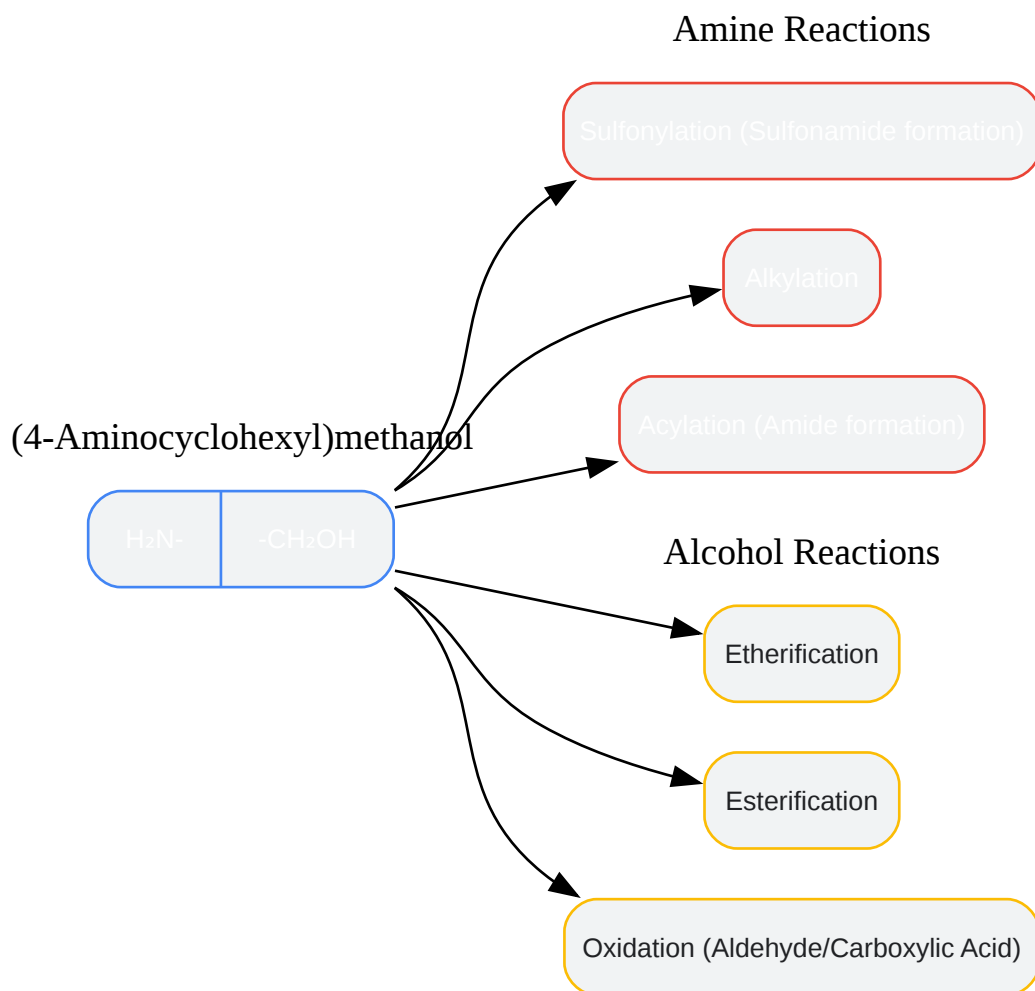 Amine Reactions
Sulfonylation (Sulfonamide formation)
Alkylation
Acylation (Amide formation)
(4-Aminocyclohexyl)methanol
H₂N-
-CH₂OH
Alcohol Reactions
Etherification
Esterification
Oxidation (Aldehyde/Carboxylic Acid)